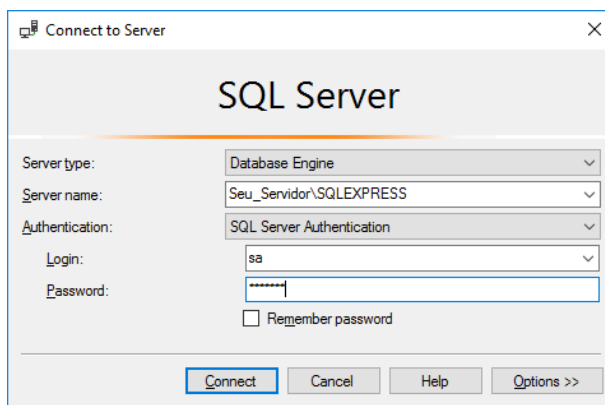 Connect to Server
SQL Server
Server type: Database Engine
Server name: Seu_Servidor\SQLEXPRESS
Authentication: SQL Server Authentication
Login: sa
Password: *******
Remember password
Connect Cancel Help Options >>